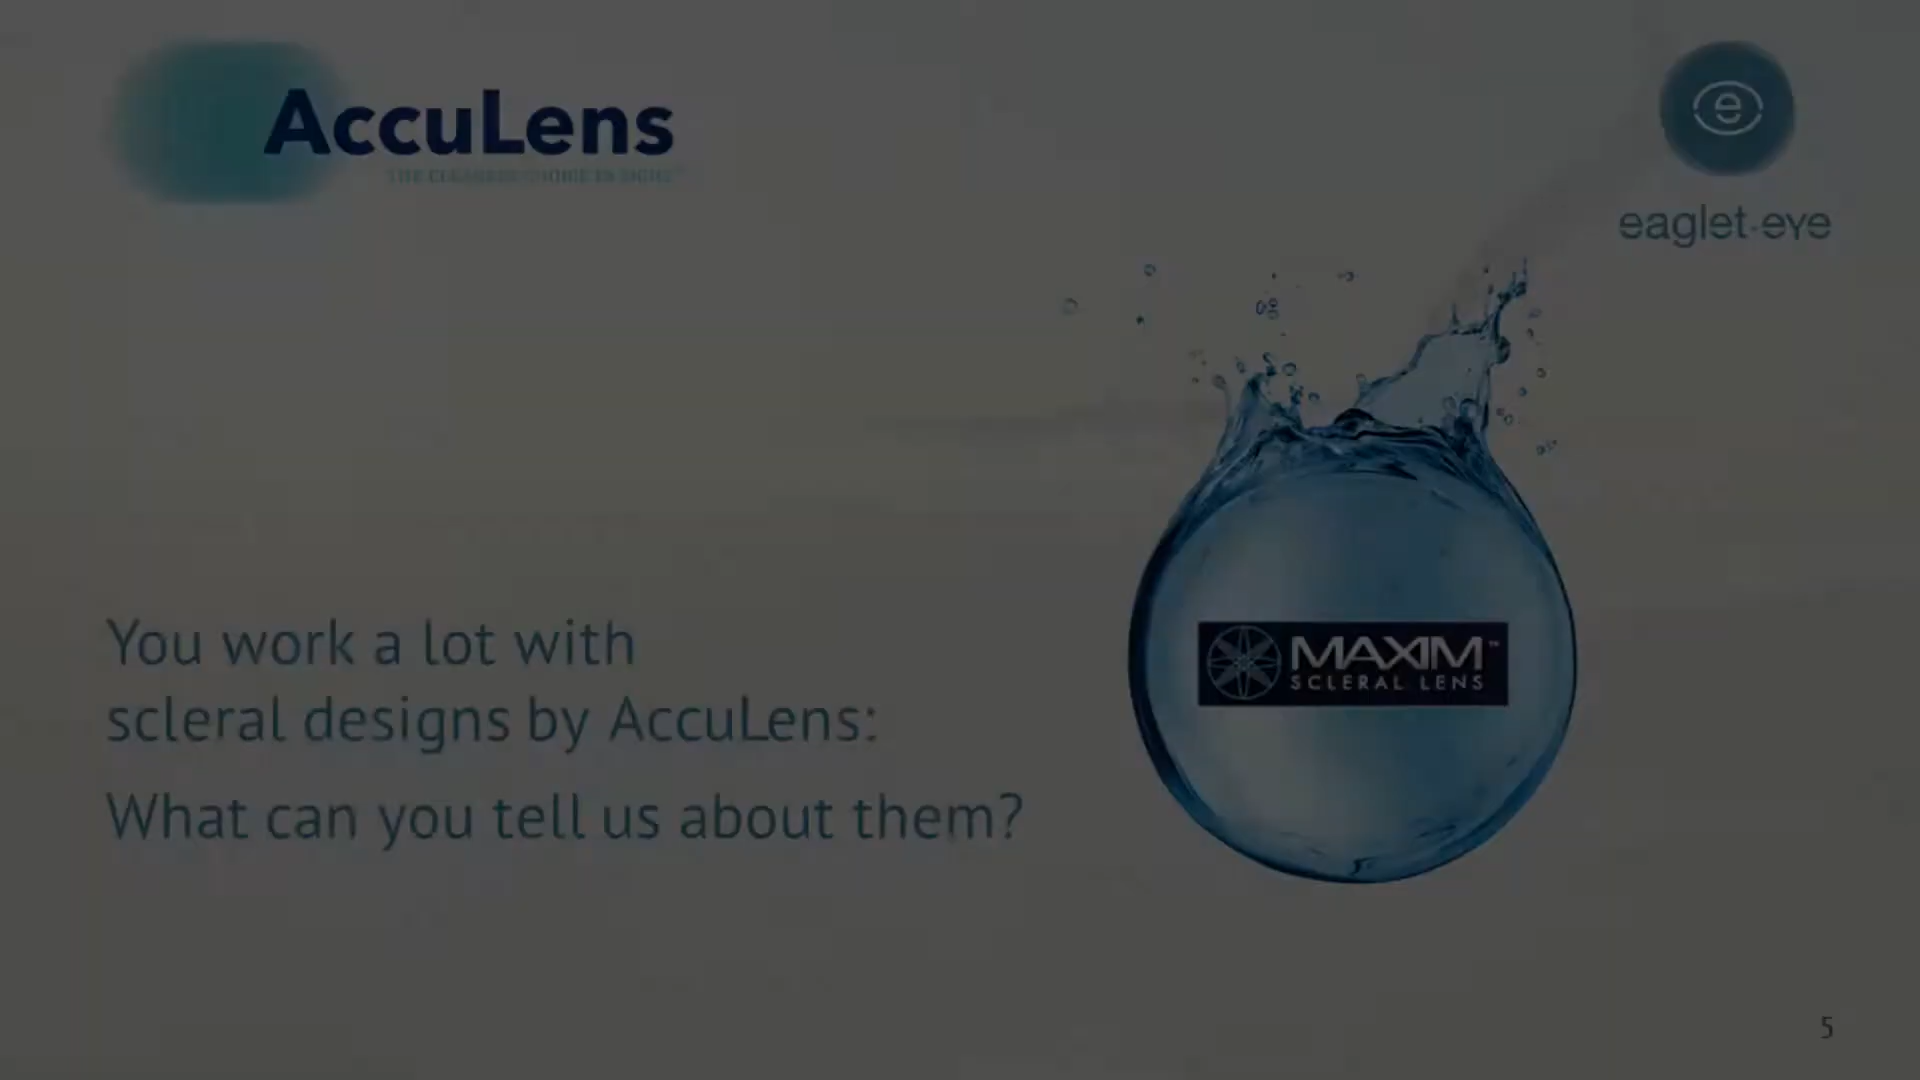 AccuLens
e
eaglet-eye
MAXIM™
SCLERAL LENS
You work a lot with
scleral designs by AccuLens:
What can you tell us about them?
5